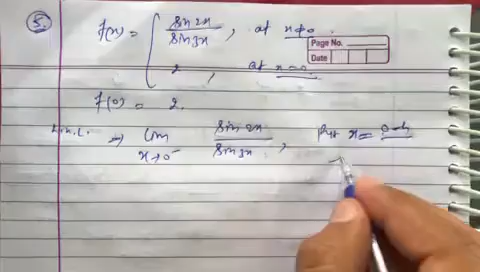 5.
f(x) = { sin 2x / sin 3x , at x ≠ 0.
Page No.
Date
2 , at x = 0.
f(0) = 2.
L.H.L. → lim x→0⁻ sin 2x / sin 3x , Put x = 0-h